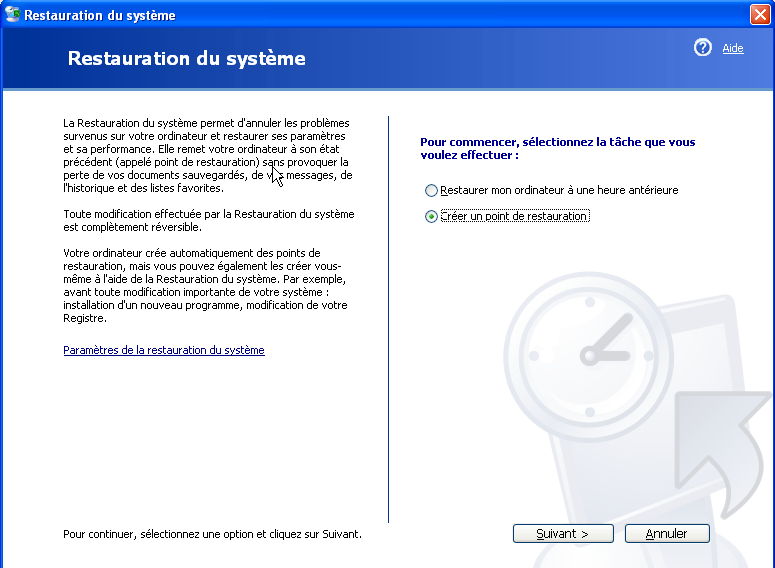 Restauration du système
Restauration du système
Aide
La Restauration du système permet d'annuler les problèmes
survenus sur votre ordinateur et restaurer ses paramètres
et sa performance. Elle remet votre ordinateur à son état
précédent (appelé point de restauration) sans provoquer la
perte de vos documents sauvegardés, de vos messages, de
l'historique et des listes favorites.
Toute modification effectuée par la Restauration du système
est complètement réversible.
Votre ordinateur crée automatiquement des points de
restauration, mais vous pouvez également les créer vous-
même à l'aide de la Restauration du système. Par exemple,
avant toute modification importante de votre système :
installation d'un nouveau programme, modification de votre
Registre.
Paramètres de la restauration du système
Pour commencer, sélectionnez la tâche que vous
voulez effectuer :
Restaurer mon ordinateur à une heure antérieure
Créer un point de restauration
Pour continuer, sélectionnez une option et cliquez sur Suivant.
Suivant >
Annuler